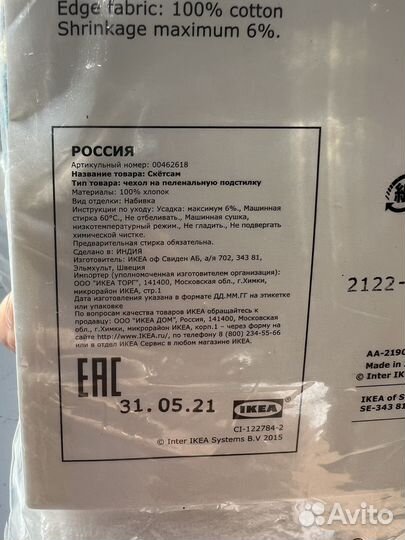 Edge fabric: 100% cotton
Shrinkage maximum 6%.
РОССИЯ
Артикульный номер: 00462618
Название товара: Скётсам
Тип товара: чехол на пеленальную подстилку
Материалы: 100% хлопок
Вид отделки: Набивка
Инструкции по уходу: Усадка: максимум 6%., Машинная
стирка 60°С., Не отбеливать., Машинная сушка,
низкотемпературный режим., Не гладить., Не подвергать
химической чистке.
Предварительная стирка обязательна.
Сделано в: ИНДИЯ
Изготовитель: ИКЕА оф Свиден АБ, а/я 702, 343 81,
Эльмхульт, Швеция
Импортер (уполномоченная изготовителем организация):
ООО "ИКЕА ТОРГ", 141400, Московская обл., г.Химки,
микрорайон ИКЕА, стр.1
Дата изготовления указана в формате ДД.ММ.ГГ на этикетке
или упаковке
По вопросам качества товаров ИКЕА обращайтесь к
продавцу: ООО "ИКЕА ДОМ", Россия, 141400, Московская
обл., г.Химки, микрорайон ИКЕА, корп.1 – через форму на
сайте http://www.IKEA.ru/, по телефону 8 (800) 234-55-66
или в отдел ИКЕА Сервис в любом магазине ИКЕА.
EAC
31.05.21
IKEA
CI-122784-2
© Inter IKEA Systems B.V 2015
2122-
AA-2190
Made in
© Inter I
IKEA of S
SE-343 81
Avito